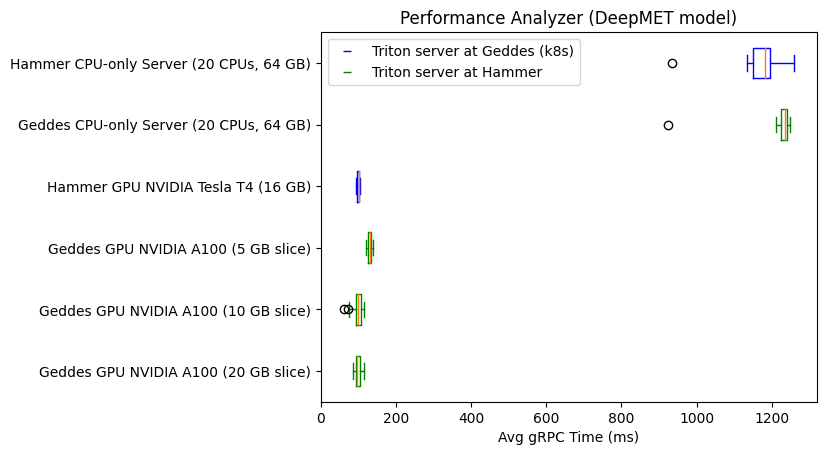 Performance Analyzer (DeepMET model)
Triton server at Geddes (k8s)
Triton server at Hammer
Hammer CPU-only Server (20 CPUs, 64 GB)
Geddes CPU-only Server (20 CPUs, 64 GB)
Hammer GPU NVIDIA Tesla T4 (16 GB)
Geddes GPU NVIDIA A100 (5 GB slice)
Geddes GPU NVIDIA A100 (10 GB slice)
Geddes GPU NVIDIA A100 (20 GB slice)
0 200 400 600 800 1000 1200
Avg gRPC Time (ms)